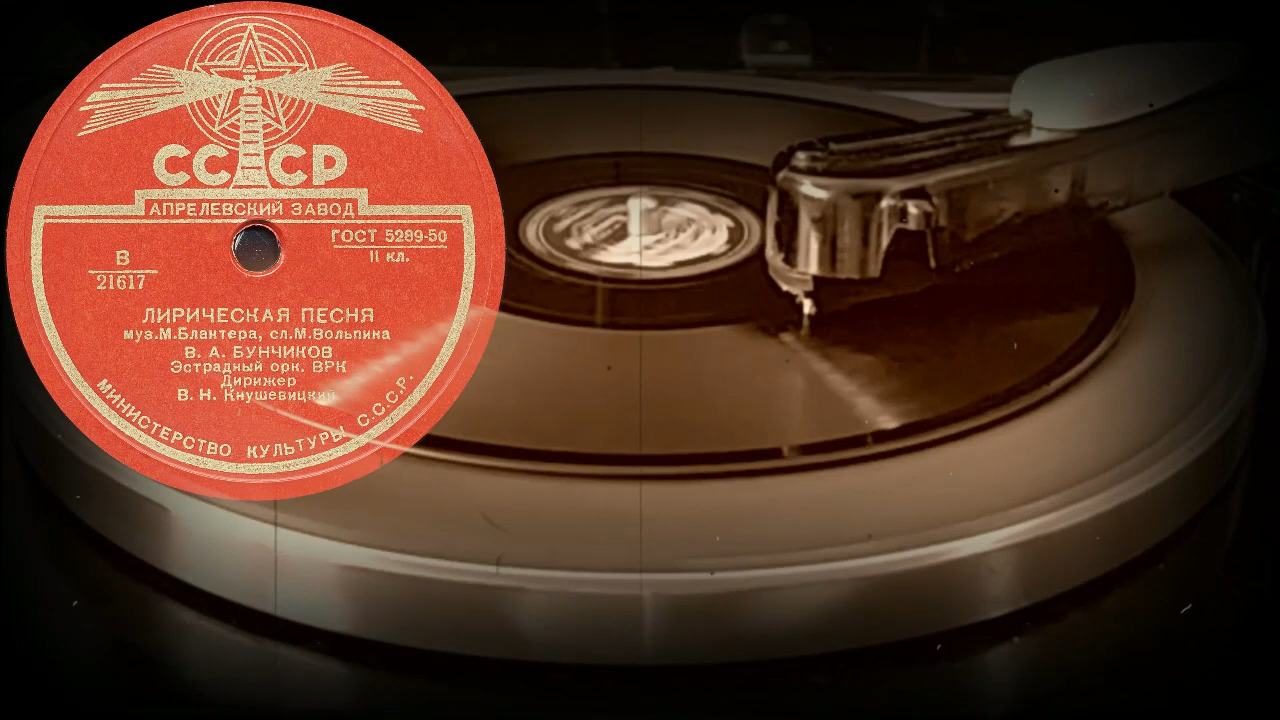 СССР
АПРЕЛЕВСКИЙ ЗАВОД
ГОСТ 5289-50
II кл.
В
21617
ЛИРИЧЕСКАЯ ПЕСНЯ
муз.М.Блантера, сл.М.Вольпина
В. А. БУНЧИКОВ
Эстрадный орк. ВРК
Дирижер
В. Н. Кнушевицкий
МИНИСТЕРСТВО КУЛЬТУРЫ С.С.С.Р.